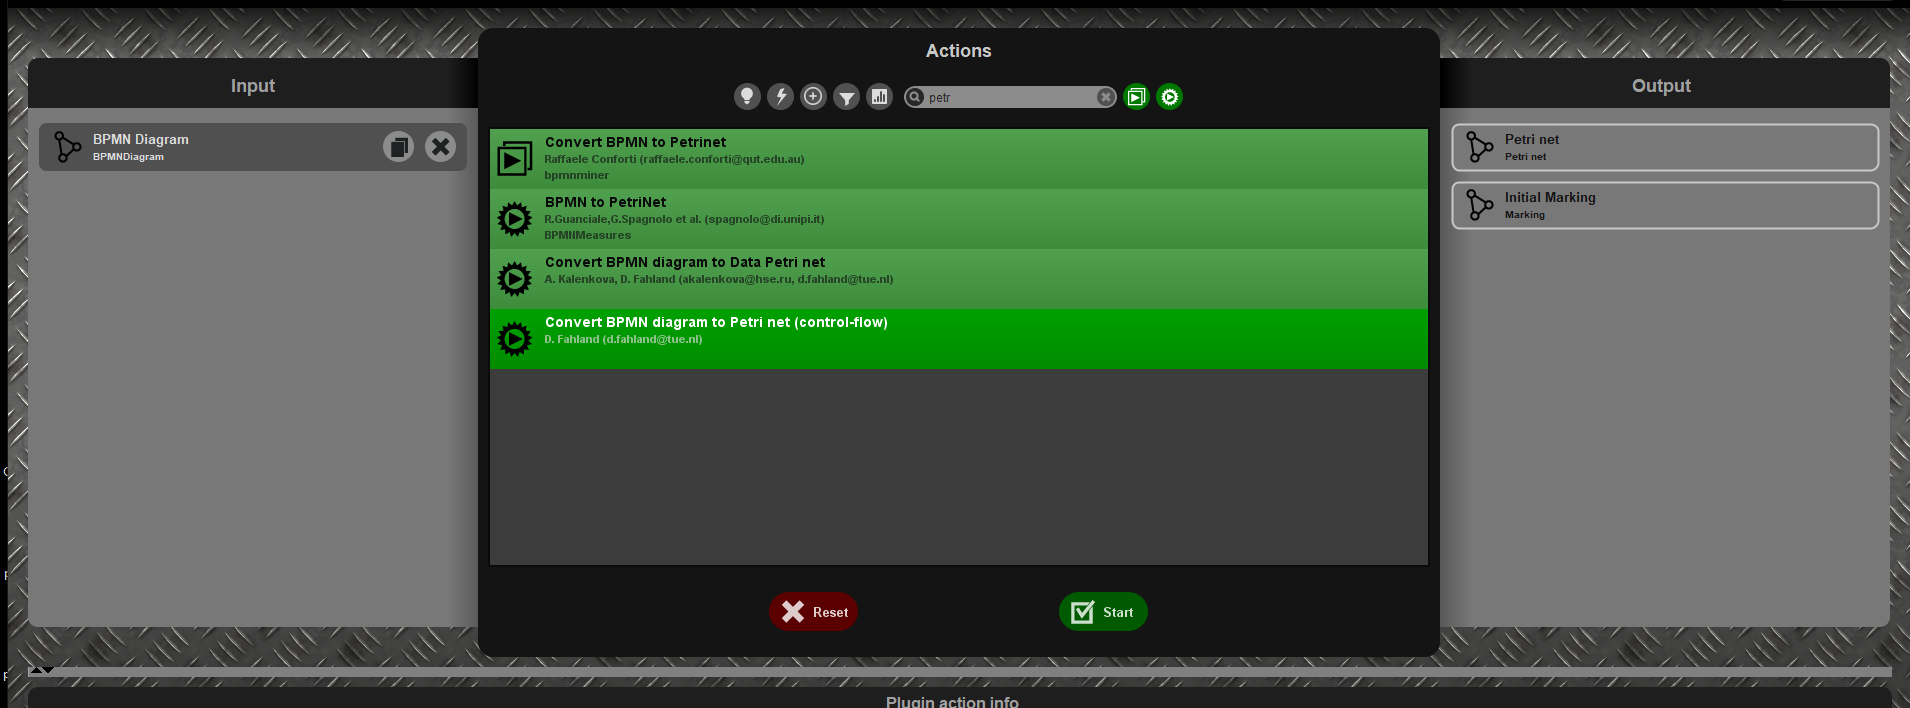 Actions
Input
Output
petr
BPMN Diagram
BPMNDiagram
Convert BPMN to Petrinet
Raffaele Conforti (raffaele.conforti@qut.edu.au)
bpmnminer
BPMN to PetriNet
R.Guanciale,G.Spagnolo et al. (spagnolo@di.unipi.it)
BPMNMeasures
Convert BPMN diagram to Data Petri net
A. Kalenkova, D. Fahland (akalenkova@hse.ru, d.fahland@tue.nl)
Convert BPMN diagram to Petri net (control-flow)
D. Fahland (d.fahland@tue.nl)
Petri net
Petri net
Initial Marking
Marking
Reset
Start
Plugin action info